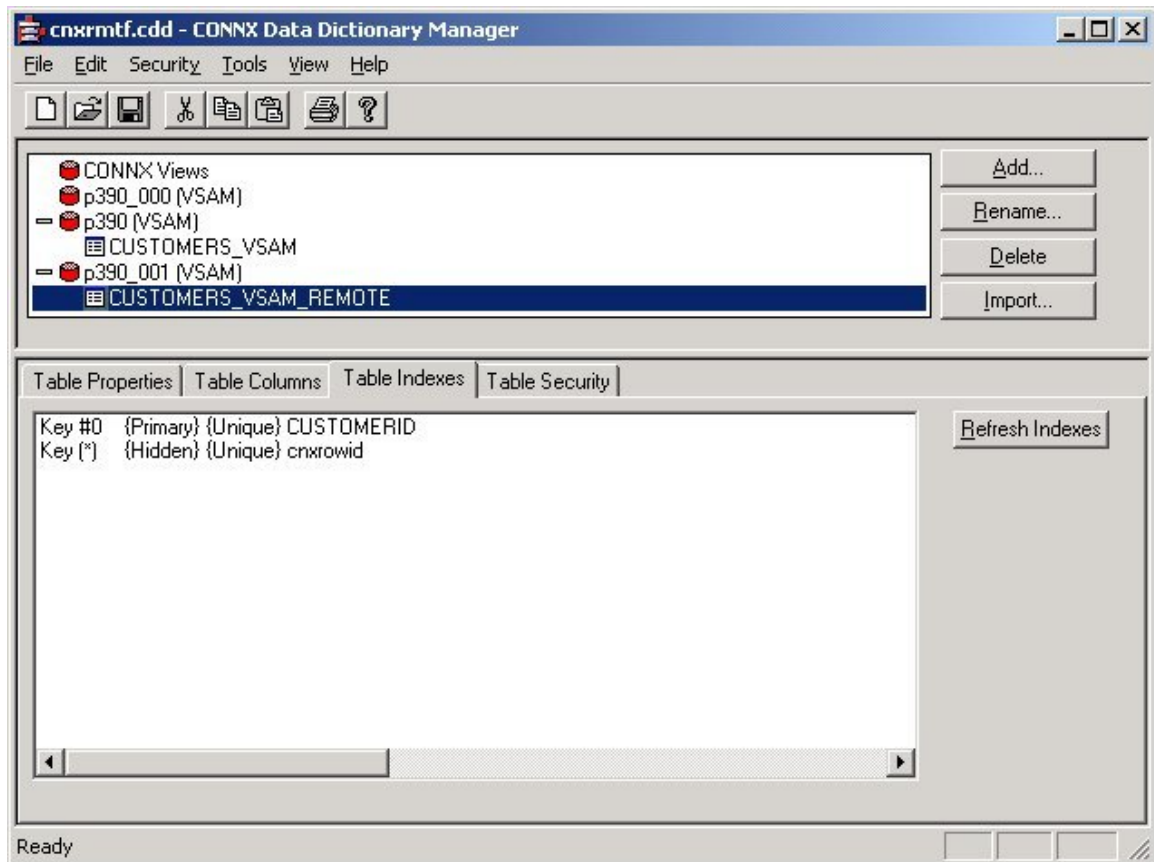 cnxrmtf.cdd - CONNX Data Dictionary Manager
File Edit Security Tools View Help
CONNX Views
p390_000 (VSAM)
p390 (VSAM)
CUSTOMERS_VSAM
p390_001 (VSAM)
CUSTOMERS_VSAM_REMOTE
Add...
Rename...
Delete
Import...
Table Properties Table Columns Table Indexes Table Security
Key #0 {Primary} {Unique} CUSTOMERID
Key (*) {Hidden} {Unique} cnxrowid
Refresh Indexes
Ready